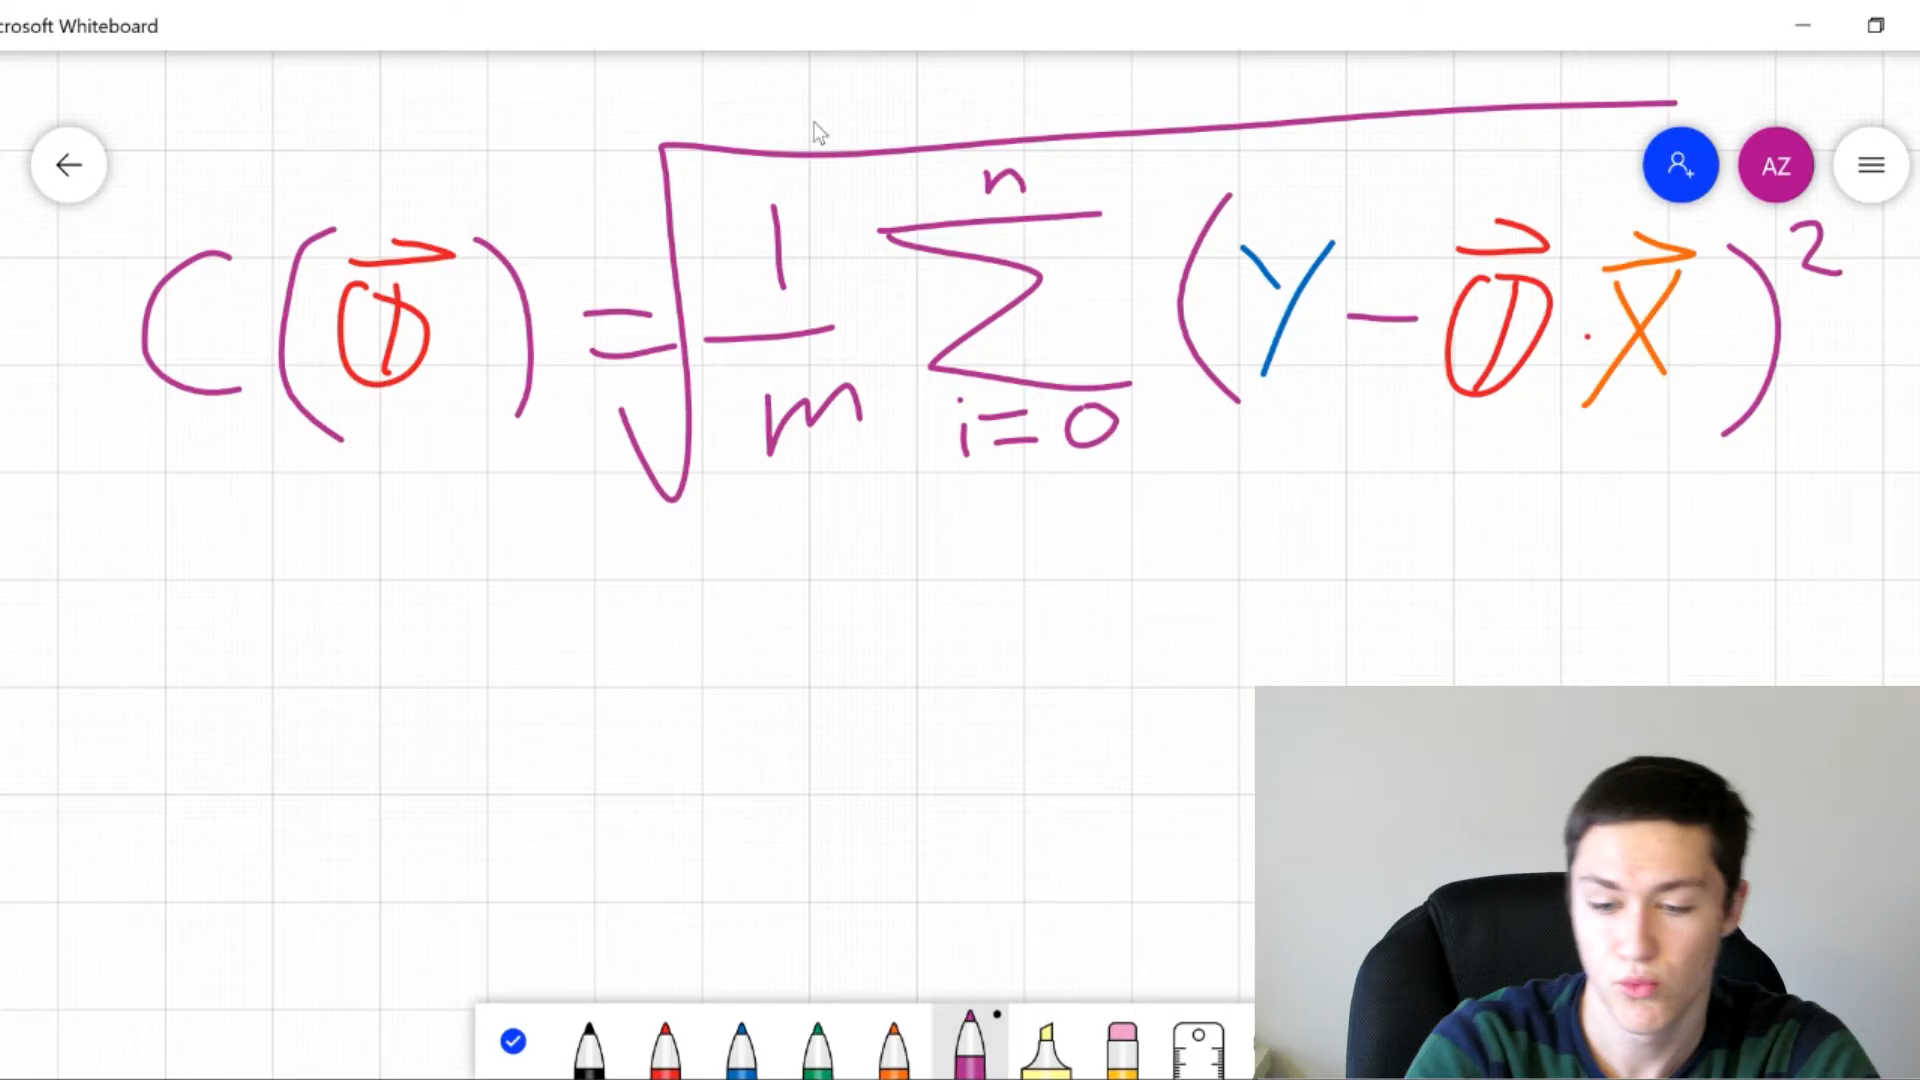 crosoft Whiteboard
AZ
C(θ⃗) = √ 1/m n∑i=0 (Y − θ⃗ · X⃗)²